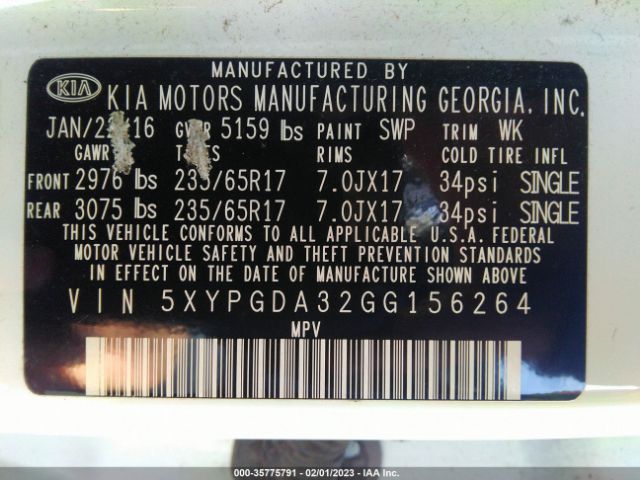 MANUFACTURED BY
KIA KIA MOTORS MANUFACTURING GEORGIA, INC.
16 5159 lbs PAINT SWP TRIM WK
RIMS COLD TIRE INFL
FRONT 2976 lbs 235/65R17 7.0JX17 34psi SINGLE
REAR 3075 lbs 235/65R17 7.0JX17 34psi SINGLE
THIS VEHICLE CONFORMS TO ALL APPLICABLE U.S.A. FEDERAL
MOTOR VEHICLE SAFETY AND THEFT PREVENTION STANDARDS
IN EFFECT ON THE DATE OF MANUFACTURE SHOWN ABOVE.
VIN 5XYPGDA32GG156264
MPV
000-35775791 - 02/01/2023 - IAA Inc.